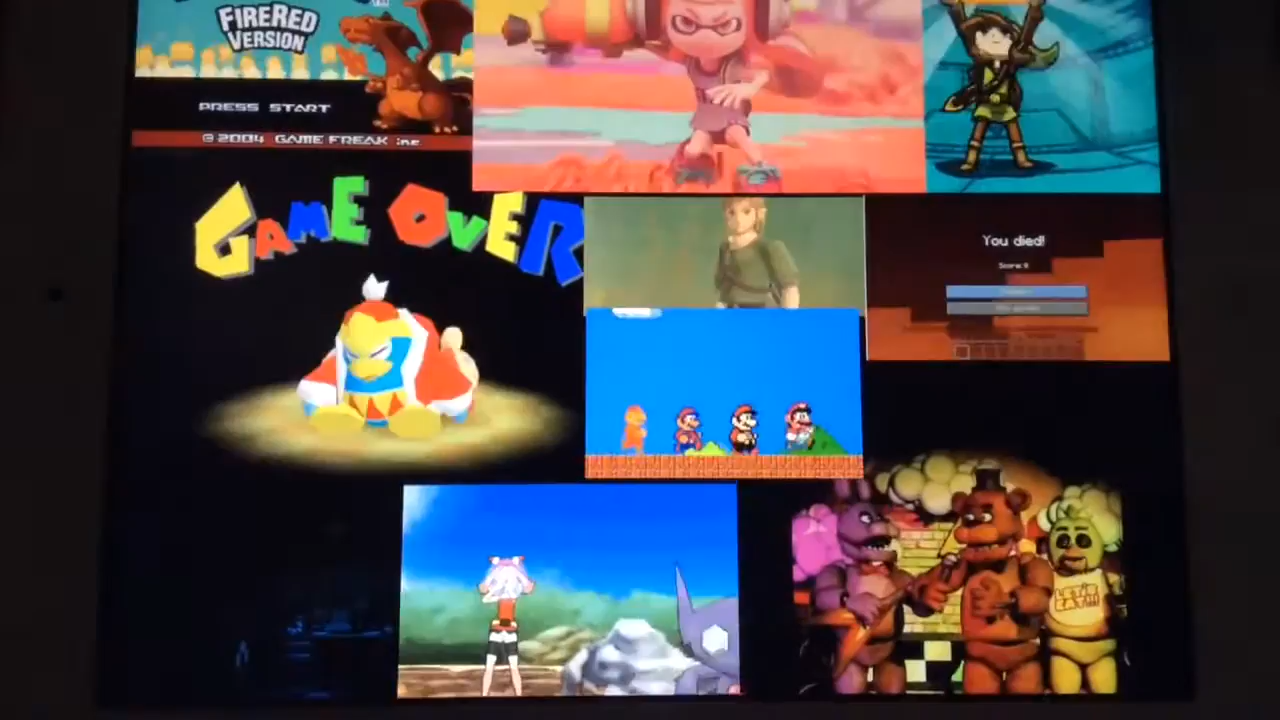 FIRERED
VERSION
PRESS START
© 2004 GAME FREAK inc.
GAME OVER
You died!
LET'S
EAT!!!